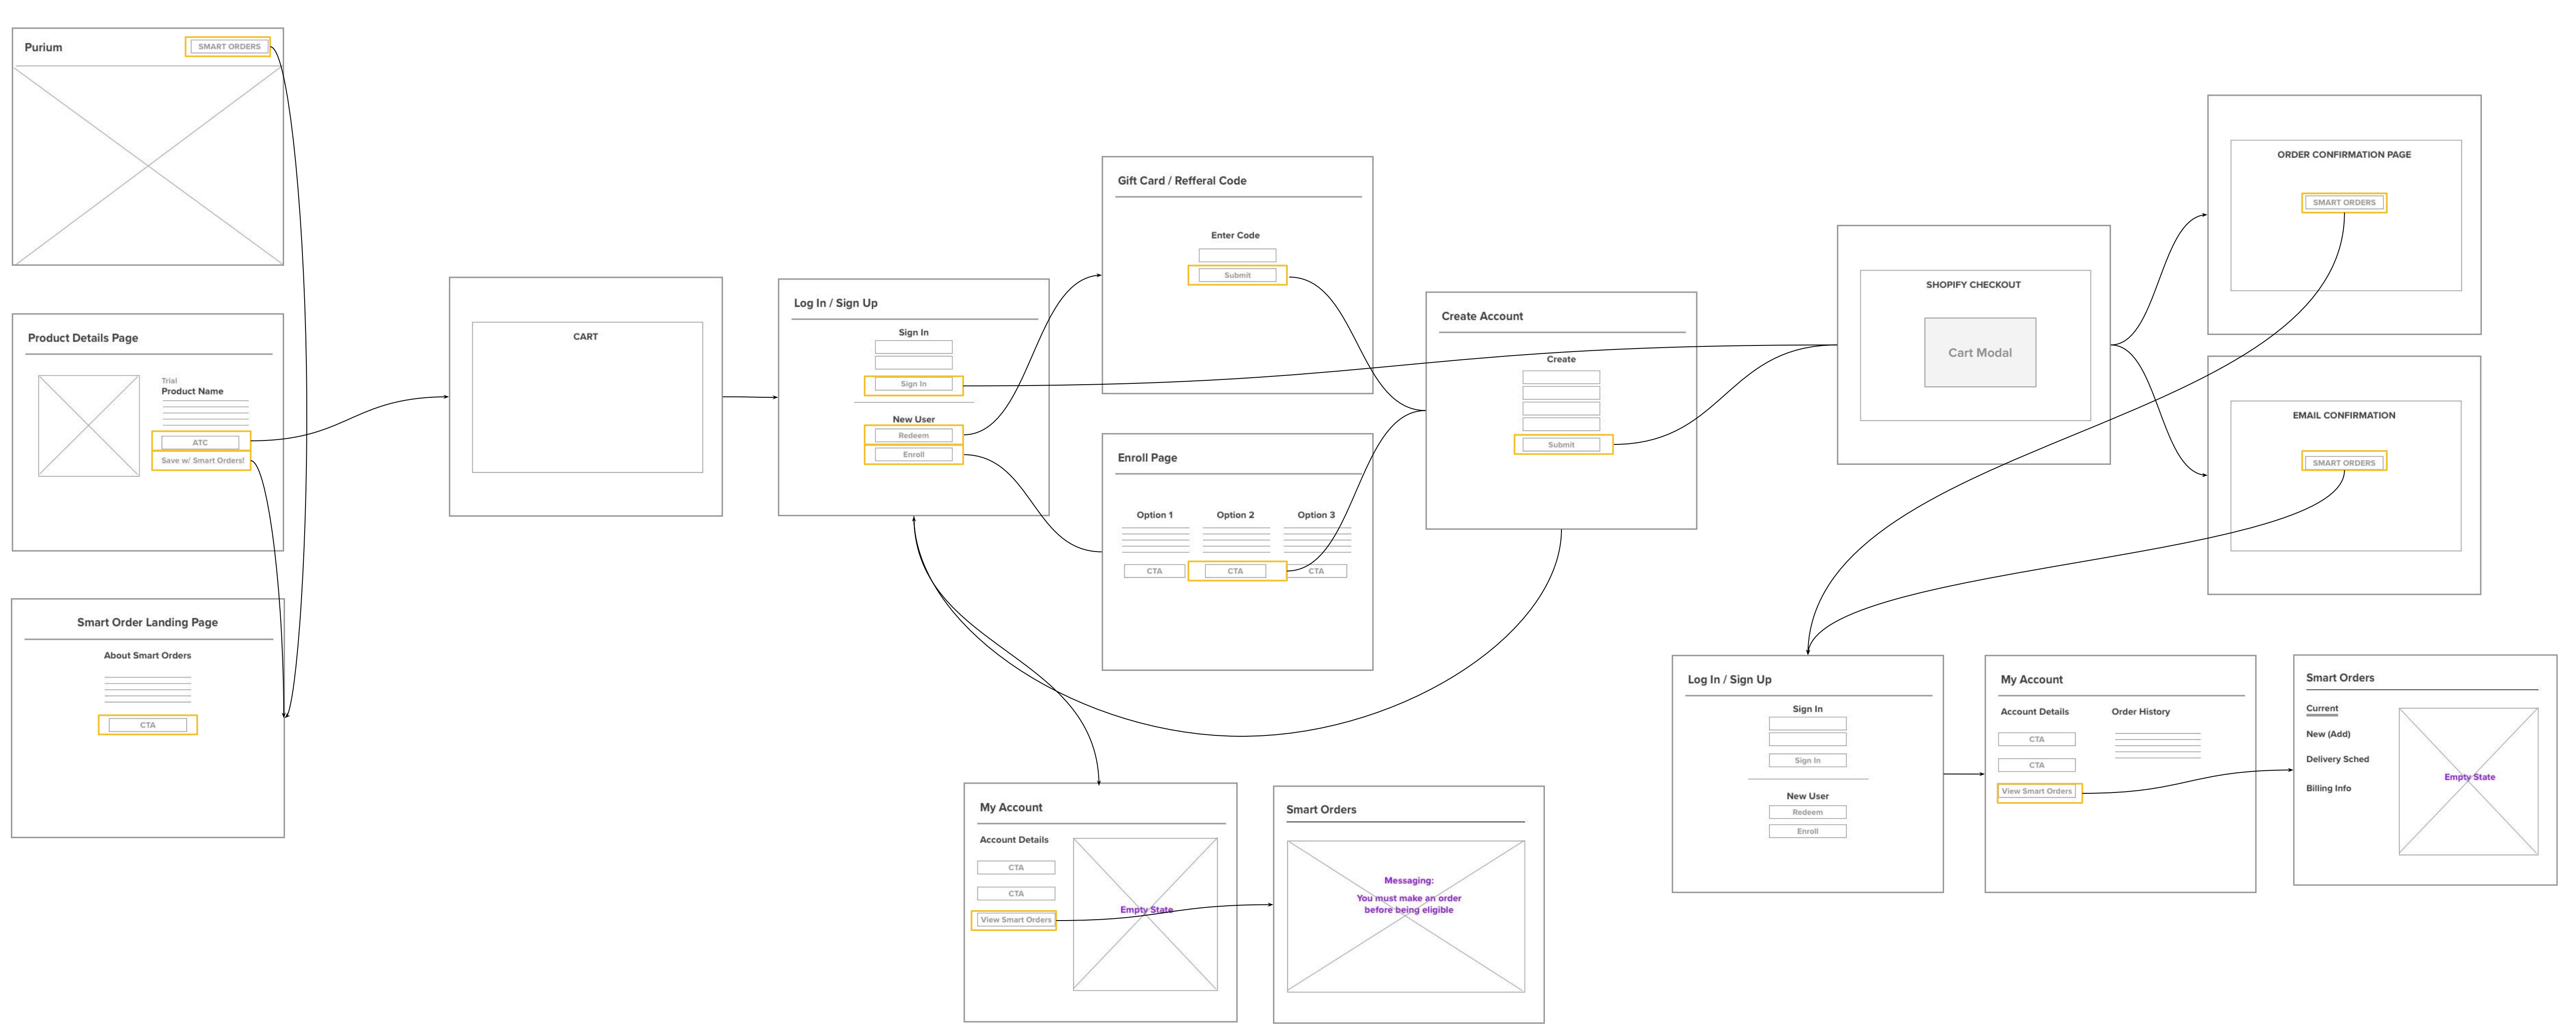 Purium
SMART ORDERS
Product Details Page
Trial
Product Name
ATC
Save w/ Smart Orders!
Smart Order Landing Page
About Smart Orders
CTA
CART
Log In / Sign Up
Sign In
Sign In
New User
Redeem
Enroll
Gift Card / Refferal Code
Enter Code
Submit
Enroll Page
Option 1
Option 2
Option 3
CTA
CTA
CTA
Create Account
Create
Submit
My Account
Account Details
CTA
CTA
View Smart Orders
Empty State
Smart Orders
Messaging:
You must make an order
before being eligible
SHOPIFY CHECKOUT
Cart Modal
ORDER CONFIRMATION PAGE
SMART ORDERS
EMAIL CONFIRMATION
SMART ORDERS
Log In / Sign Up
Sign In
Sign In
New User
Redeem
Enroll
My Account
Account Details
Order History
CTA
CTA
View Smart Orders
Smart Orders
Current
New (Add)
Delivery Sched
Billing Info
Empty State